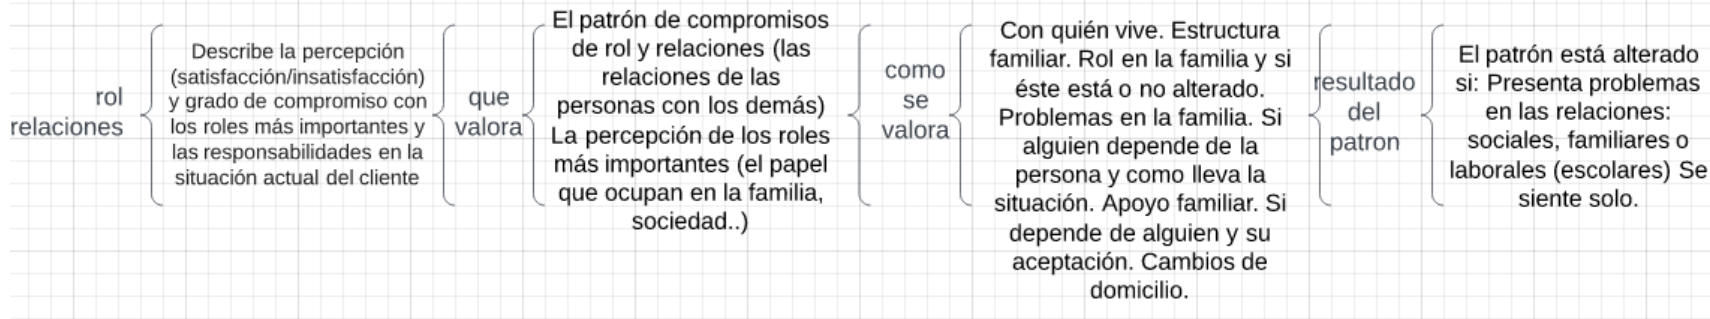 rol
relaciones
Describe la percepción
(satisfacción/insatisfacción)
y grado de compromiso con
los roles más importantes y
las responsabilidades en la
situación actual del cliente
que
valora
El patrón de compromisos
de rol y relaciones (las
relaciones de las
personas con los demás)
La percepción de los roles
más importantes (el papel
que ocupan en la familia,
sociedad..)
como
se
valora
Con quién vive. Estructura
familiar. Rol en la familia y si
éste está o no alterado.
Problemas en la familia. Si
alguien depende de la
persona y como lleva la
situación. Apoyo familiar. Si
depende de alguien y su
aceptación. Cambios de
domicilio.
resultado
del
patron
El patrón está alterado
si: Presenta problemas
en las relaciones:
sociales, familiares o
laborales (escolares) Se
siente solo.